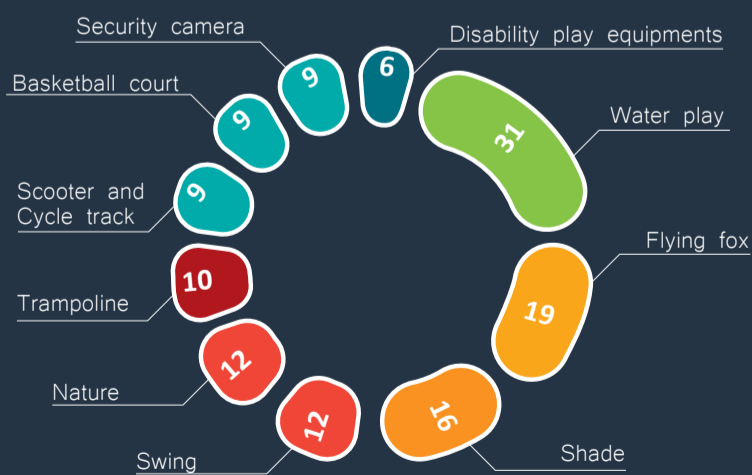 Security camera
Disability play equipments
Basketball court
Water play
Scooter and
Cycle track
Flying fox
Trampoline
Nature
Shade
Swing
6
9
31
9
9
10
19
12
12
16